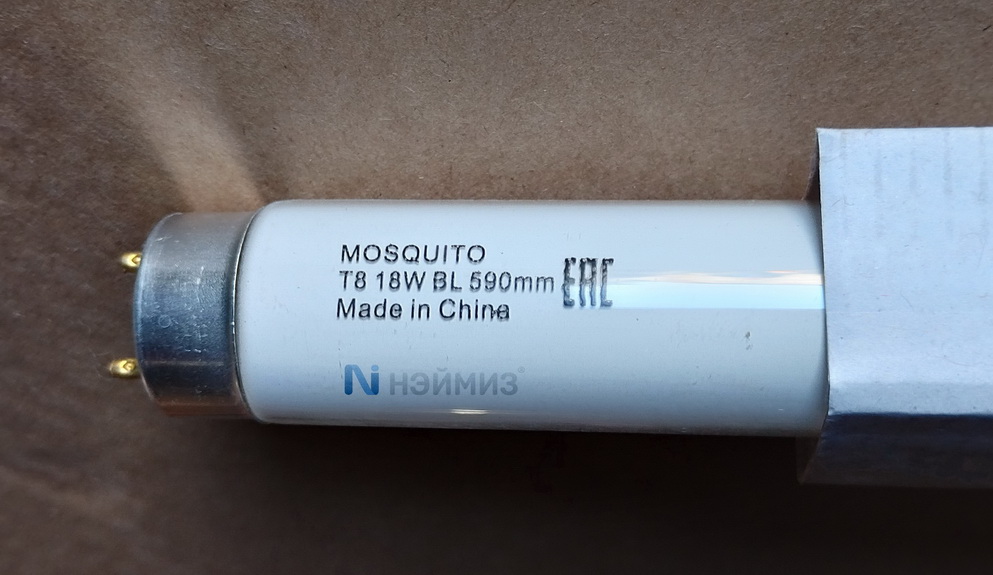 MOSQUITO
T8 18W BL 590mm EAC
Made in China
Ni НЭЙМИЗ®